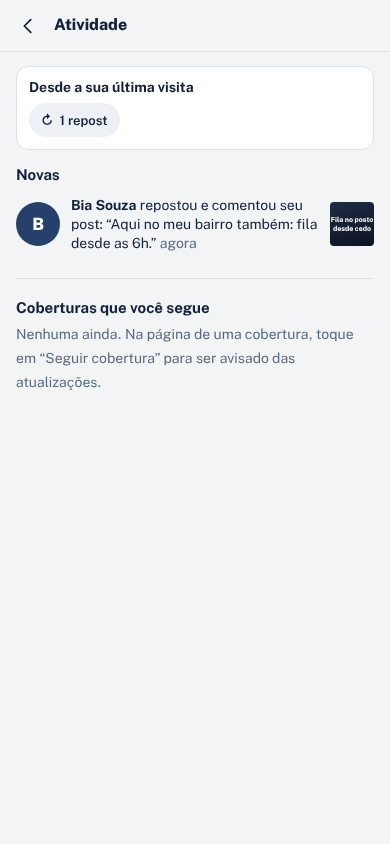 Atividade
Desde a sua última visita
1 repost
Novas
Bia Souza repostou e comentou seu
post: “Aqui no meu bairro também: fila
desde as 6h.” agora
B
Fila no posto
desde cedo
Coberturas que você segue
Nenhuma ainda. Na página de uma cobertura, toque
em “Seguir cobertura” para ser avisado das
atualizações.